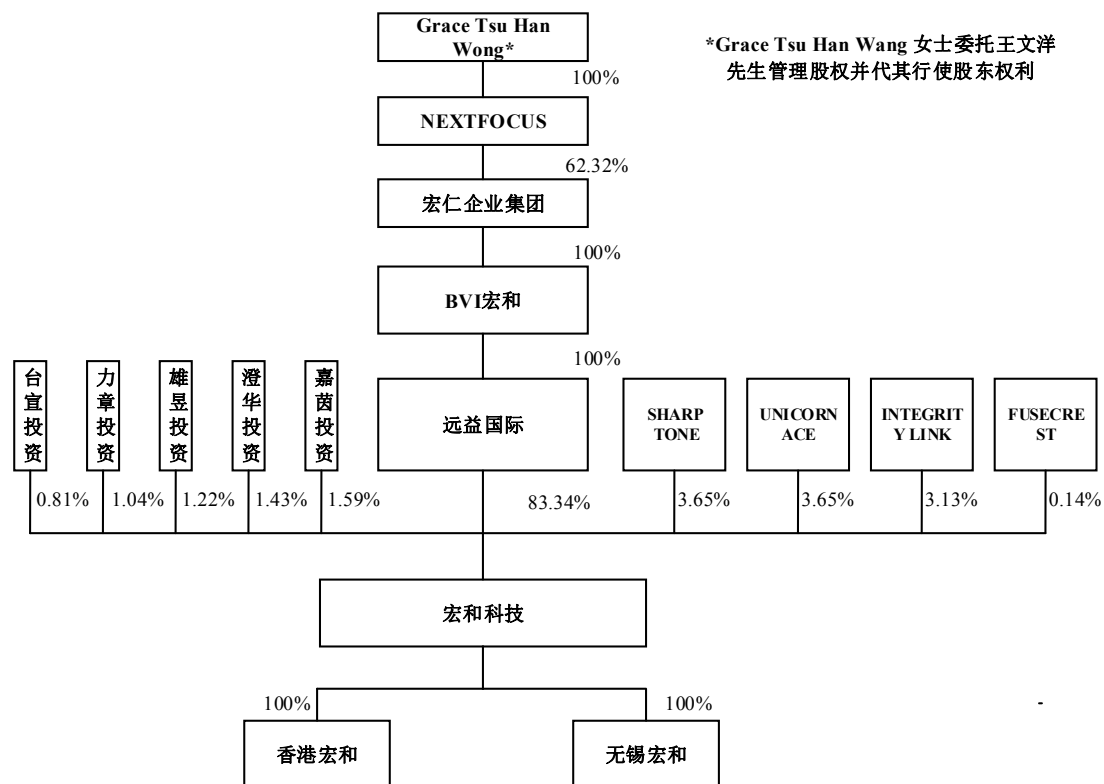 Grace Tsu Han
Wong*
*Grace Tsu Han Wang 女士委托王文洋
先生管理股权并代其行使股东权利
100%
NEXTFOCUS
62.32%
宏仁企业集团
100%
BVI宏和
100%
台宣投资
力章投资
雄昱投资
澄华投资
嘉茵投资
远益国际
SHARP
TONE
UNICORN
ACE
INTEGRIT
Y LINK
FUSECRE
ST
0.81%
1.04%
1.22%
1.43%
1.59%
83.34%
3.65%
3.65%
3.13%
0.14%
宏和科技
100%
100%
-
香港宏和
无锡宏和